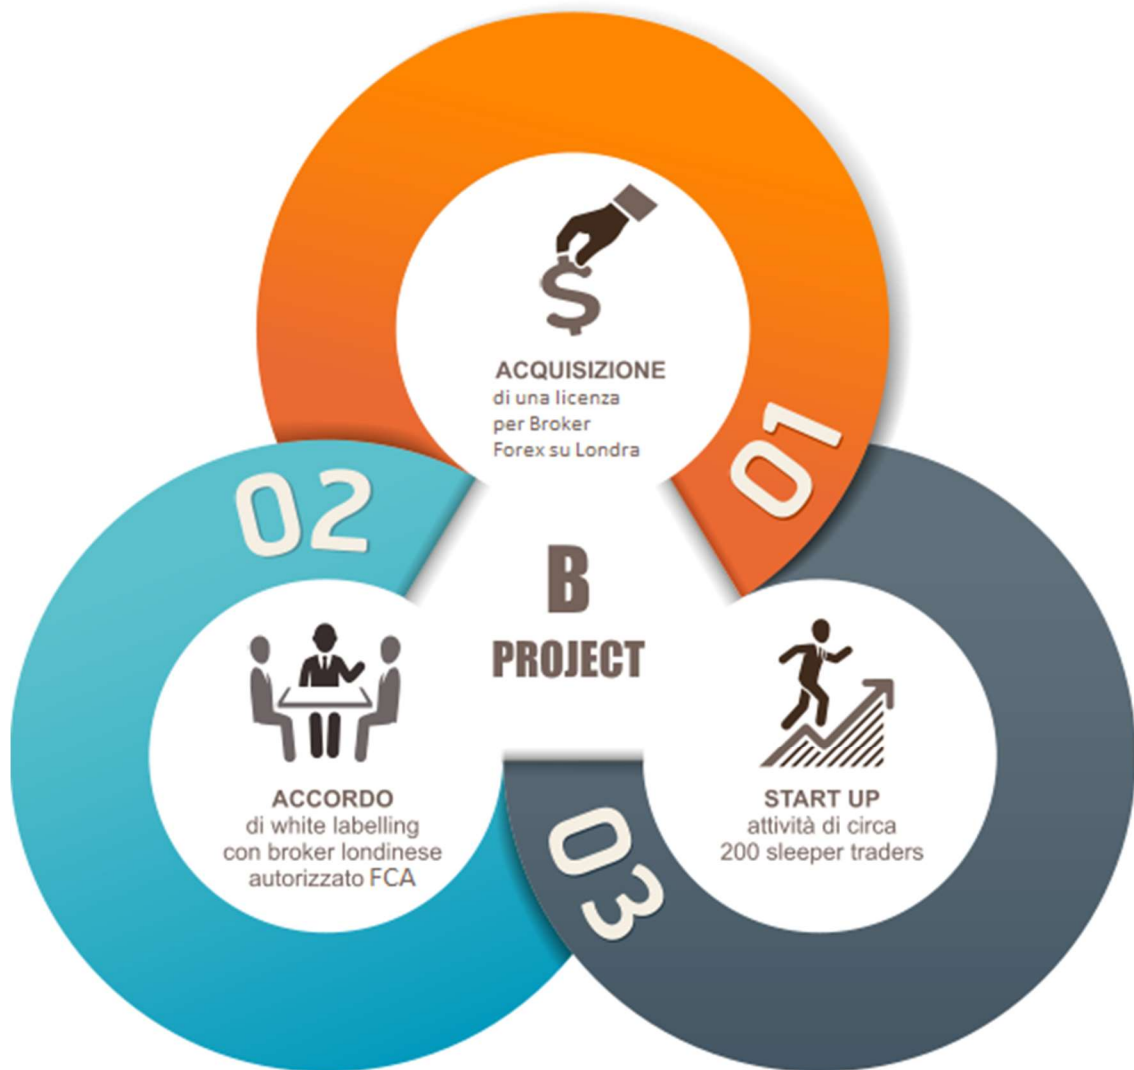 ACQUISIZIONE
di una licenza
per Broker
Forex su Londra
01
02
B
PROJECT
ACCORDO
di white labelling
con broker londinese
autorizzato FCA
START UP
attività di circa
200 sleeper traders
03